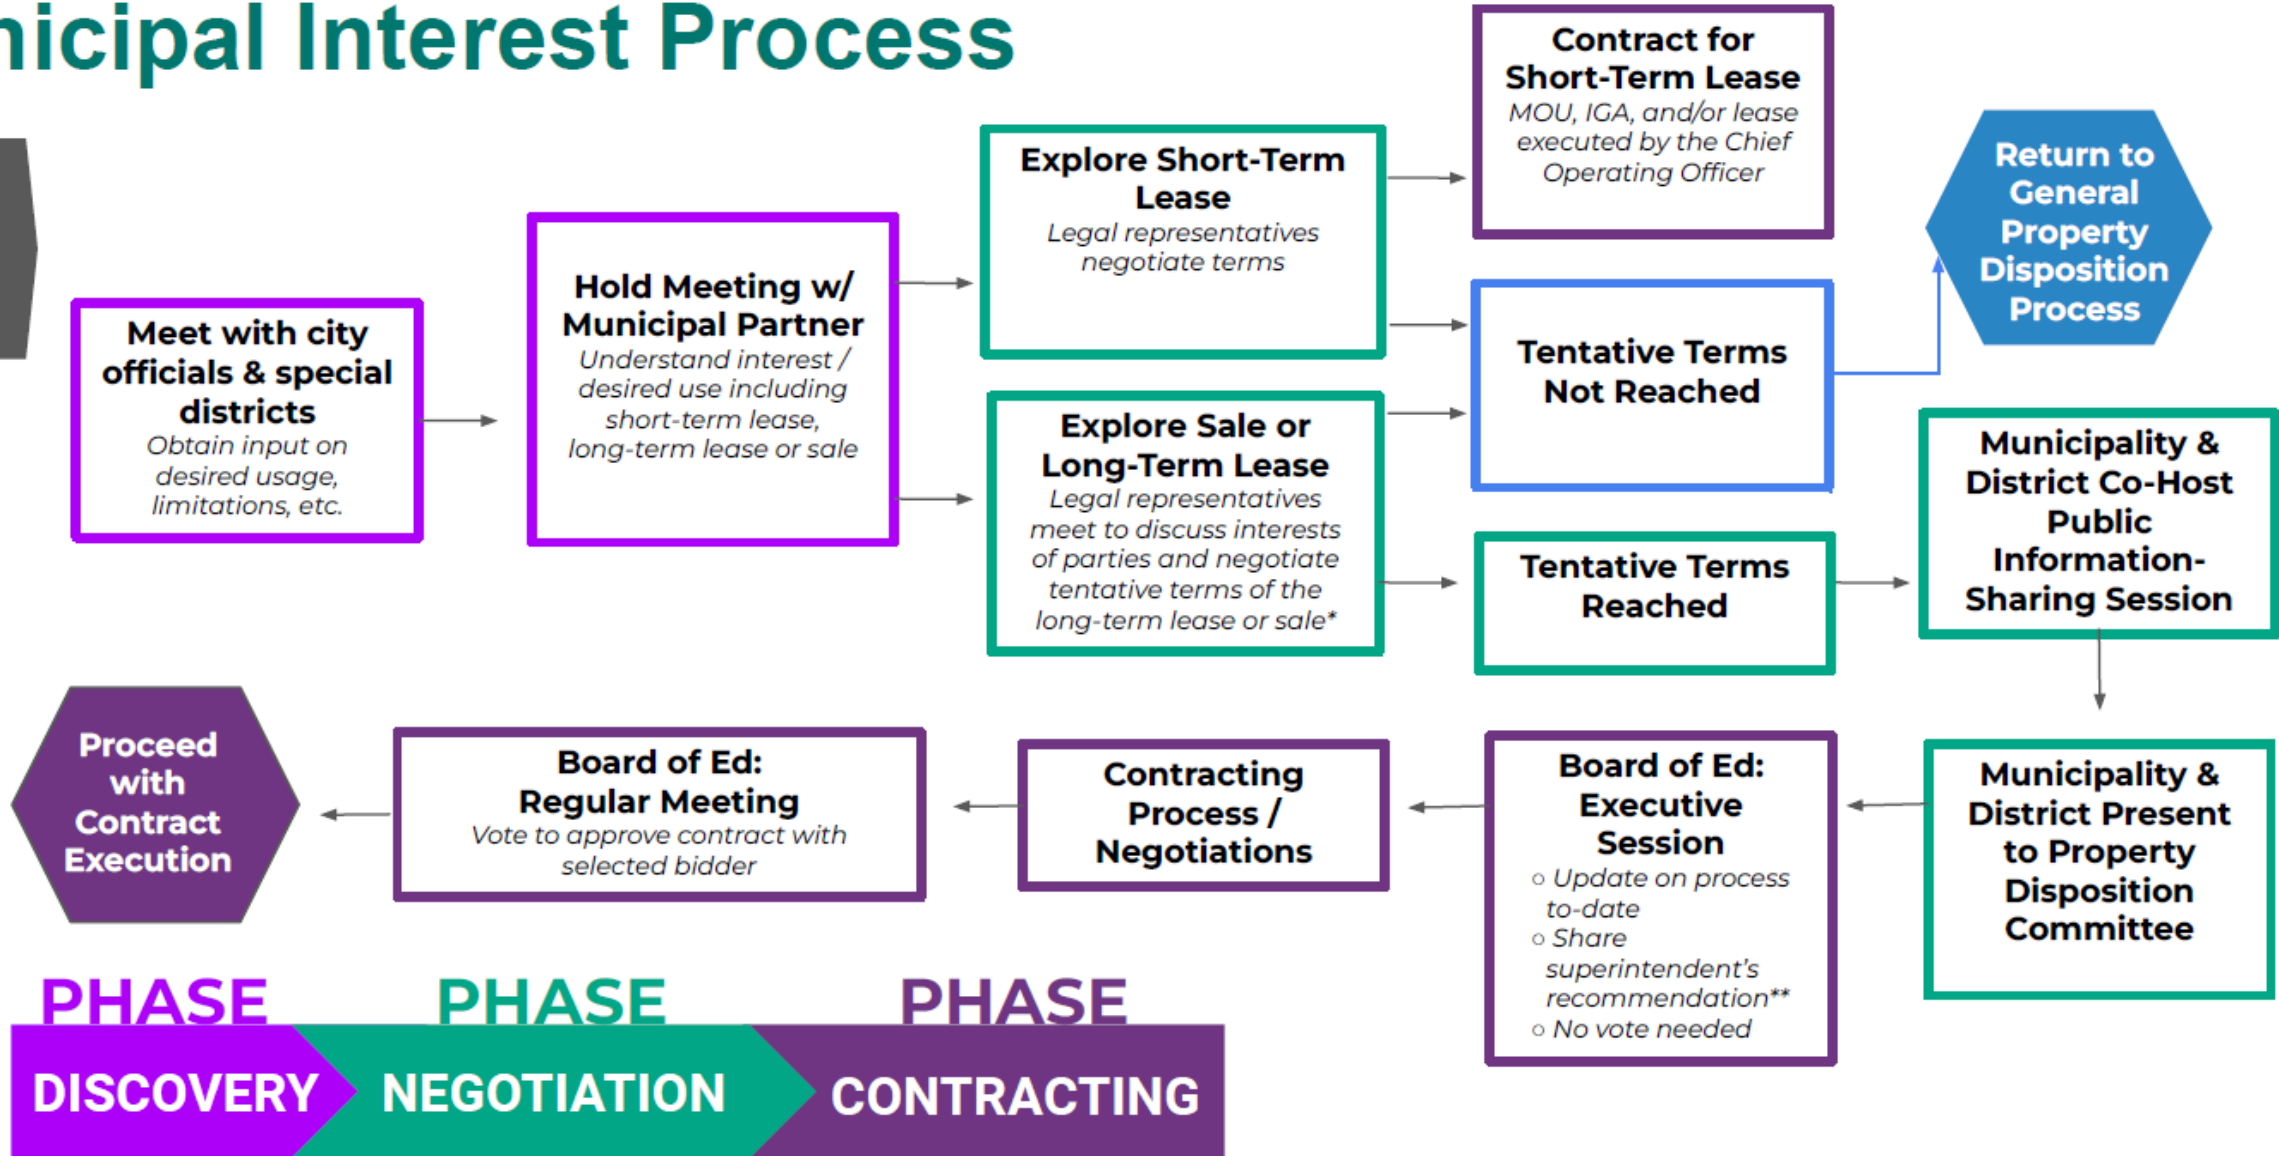 nicipal Interest Process
Contract for
Short-Term Lease
MOU, IGA, and/or lease
executed by the Chief
Operating Officer
Return to
General
Property
Disposition
Process
Explore Short-Term
Lease
Legal representatives
negotiate terms
Hold Meeting w/
Municipal Partner
Understand interest /
desired use including
short-term lease,
long-term lease or sale
Meet with city
officials & special
districts
Obtain input on
desired usage,
limitations, etc.
Tentative Terms
Not Reached
Explore Sale or
Long-Term Lease
Legal representatives
meet to discuss interests
of parties and negotiate
tentative terms of the
long-term lease or sale*
Tentative Terms
Reached
Municipality &
District Co-Host
Public
Information-
Sharing Session
Municipality &
District Present
to Property
Disposition
Committee
Board of Ed:
Executive
Session
○ Update on process
to-date
○ Share
superintendent's
recommendation**
○ No vote needed
Contracting
Process /
Negotiations
Board of Ed:
Regular Meeting
Vote to approve contract with
selected bidder
Proceed
with
Contract
Execution
PHASE
DISCOVERY
PHASE
NEGOTIATION
PHASE
CONTRACTING